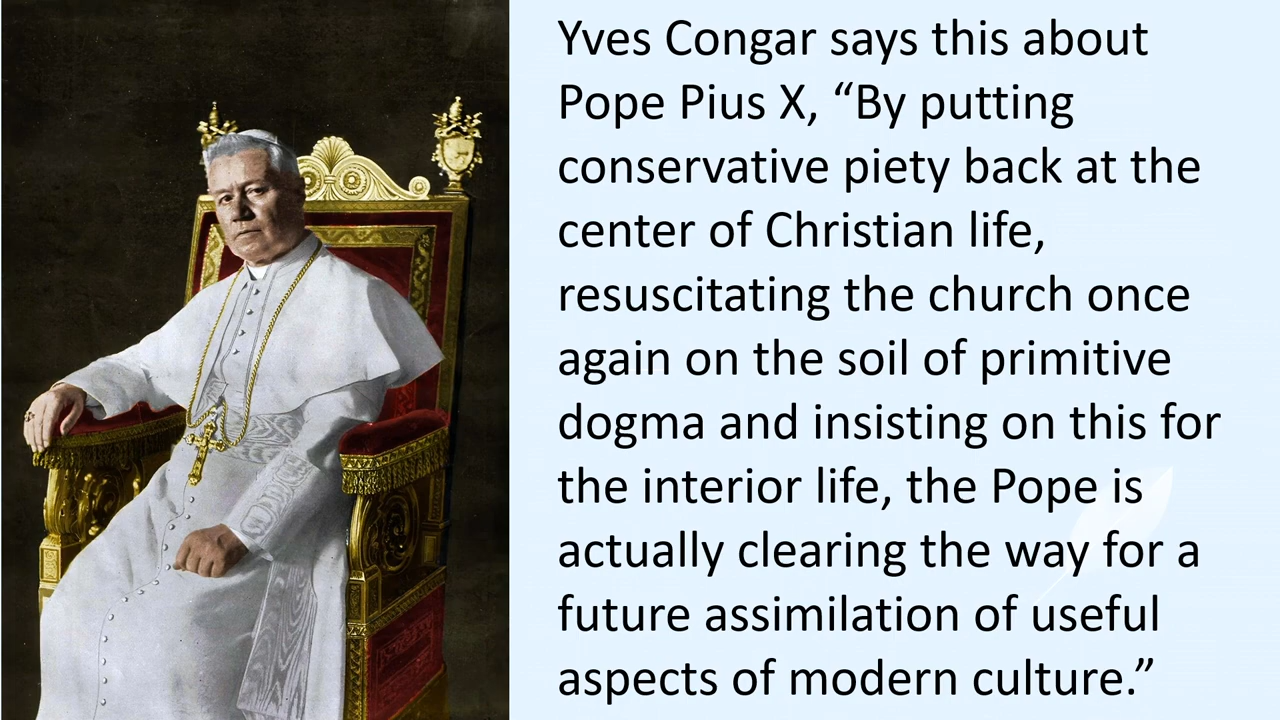 Yves Congar says this about
Pope Pius X, “By putting
conservative piety back at the
center of Christian life,
resuscitating the church once
again on the soil of primitive
dogma and insisting on this for
the interior life, the Pope is
actually clearing the way for a
future assimilation of useful
aspects of modern culture.”